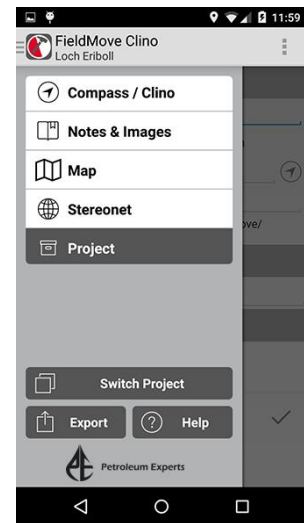 11:59
FieldMove Clino
Loch Eriboll
Compass / Clino
Notes & Images
Map
Stereonet
ove/
Project
Switch Project
Export
? Help
Petroleum Experts